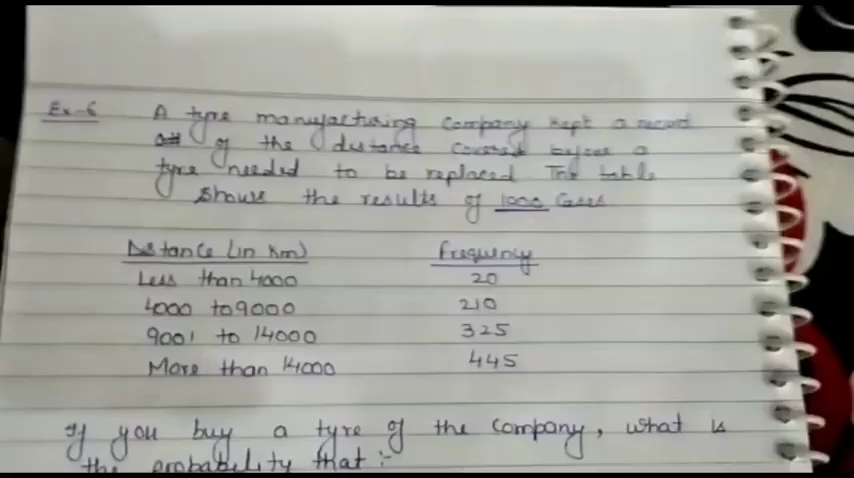 Ex-6 A tyre manufacturing Company kept a record
of the distance covered before a
tyre needed to be replaced The table
shows the results of 1000 Cases
Distance (in Km) Frequency
Less than 4000 20
4000 to 9000 210
9001 to 14000 325
More than 14000 445
If you buy a tyre of the Company, what is
the probability that :-